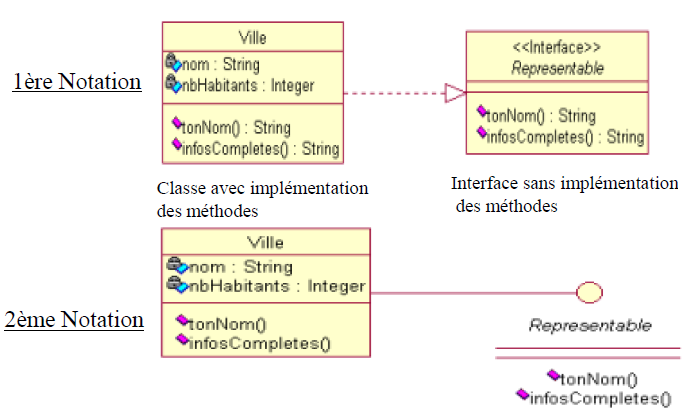 Ville
nom : String
nbHabitants : Integer
tonNom() : String
infosCompletes() : String
1ère Notation
<<Interface>>
Representable
tonNom() : String
infosCompletes() : String
Classe avec implémentation
des méthodes
Interface sans implémentation
des méthodes
Ville
nom : String
nbHabitants : Integer
tonNom()
infosCompletes()
2ème Notation
Representable
tonNom()
infosCompletes()